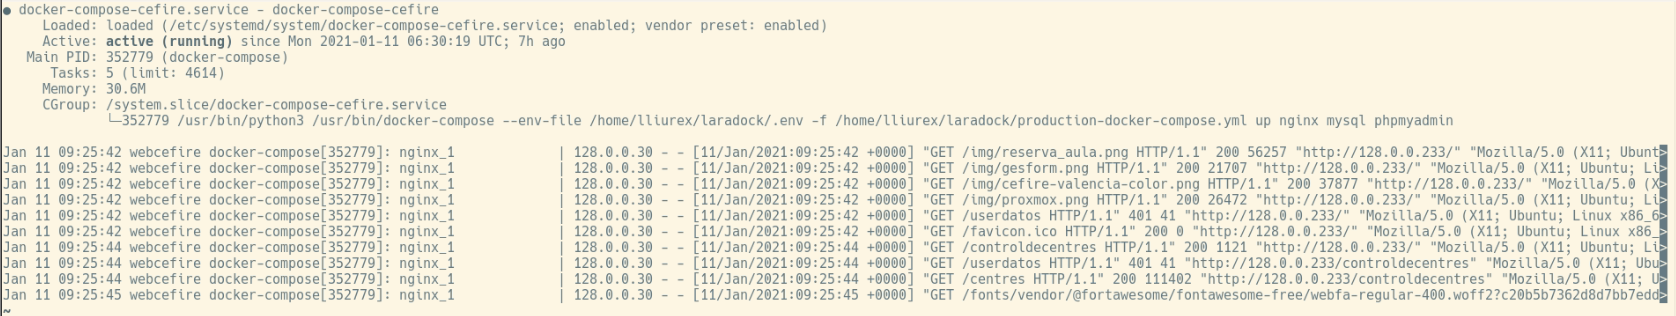 ● docker-compose-cefire.service - docker-compose-cefire
Loaded: loaded (/etc/systemd/system/docker-compose-cefire.service; enabled; vendor preset: enabled)
Active: active (running) since Mon 2021-01-11 06:30:19 UTC; 7h ago
Main PID: 352779 (docker-compose)
Tasks: 5 (limit: 4614)
Memory: 30.6M
CGroup: /system.slice/docker-compose-cefire.service
└─352779 /usr/bin/python3 /usr/bin/docker-compose --env-file /home/lliurex/laradock/.env -f /home/lliurex/laradock/production-docker-compose.yml up nginx mysql phpmyadmin
Jan 11 09:25:42 webcefire docker-compose[352779]: nginx_1 | 128.0.0.30 - - [11/Jan/2021:09:25:42 +0000] "GET /img/reserva_aula.png HTTP/1.1" 200 56257 "http://128.0.0.233/" "Mozilla/5.0 (X11; Ubunt>
Jan 11 09:25:42 webcefire docker-compose[352779]: nginx_1 | 128.0.0.30 - - [11/Jan/2021:09:25:42 +0000] "GET /img/gesform.png HTTP/1.1" 200 21707 "http://128.0.0.233/" "Mozilla/5.0 (X11; Ubuntu; Li>
Jan 11 09:25:42 webcefire docker-compose[352779]: nginx_1 | 128.0.0.30 - - [11/Jan/2021:09:25:42 +0000] "GET /img/cefire-valencia-color.png HTTP/1.1" 200 37877 "http://128.0.0.233/" "Mozilla/5.0 (X>
Jan 11 09:25:42 webcefire docker-compose[352779]: nginx_1 | 128.0.0.30 - - [11/Jan/2021:09:25:42 +0000] "GET /img/proxmox.png HTTP/1.1" 200 26472 "http://128.0.0.233/" "Mozilla/5.0 (X11; Ubuntu; Li>
Jan 11 09:25:42 webcefire docker-compose[352779]: nginx_1 | 128.0.0.30 - - [11/Jan/2021:09:25:42 +0000] "GET /userdatos HTTP/1.1" 401 41 "http://128.0.0.233/" "Mozilla/5.0 (X11; Ubuntu; Linux x86_6>
Jan 11 09:25:42 webcefire docker-compose[352779]: nginx_1 | 128.0.0.30 - - [11/Jan/2021:09:25:42 +0000] "GET /favicon.ico HTTP/1.1" 200 0 "http://128.0.0.233/" "Mozilla/5.0 (X11; Ubuntu; Linux x86_>
Jan 11 09:25:44 webcefire docker-compose[352779]: nginx_1 | 128.0.0.30 - - [11/Jan/2021:09:25:44 +0000] "GET /controldecentres HTTP/1.1" 200 1121 "http://128.0.0.233/" "Mozilla/5.0 (X11; Ubuntu; Li>
Jan 11 09:25:44 webcefire docker-compose[352779]: nginx_1 | 128.0.0.30 - - [11/Jan/2021:09:25:44 +0000] "GET /userdatos HTTP/1.1" 401 41 "http://128.0.0.233/controldecentres" "Mozilla/5.0 (X11; Ubu>
Jan 11 09:25:44 webcefire docker-compose[352779]: nginx_1 | 128.0.0.30 - - [11/Jan/2021:09:25:44 +0000] "GET /centres HTTP/1.1" 200 111402 "http://128.0.0.233/controldecentres" "Mozilla/5.0 (X11; U>
Jan 11 09:25:45 webcefire docker-compose[352779]: nginx_1 | 128.0.0.30 - - [11/Jan/2021:09:25:45 +0000] "GET /fonts/vendor/@fortawesome/fontawesome-free/webfa-regular-400.woff2?c20b5b7362d8d7bb7edd>
~